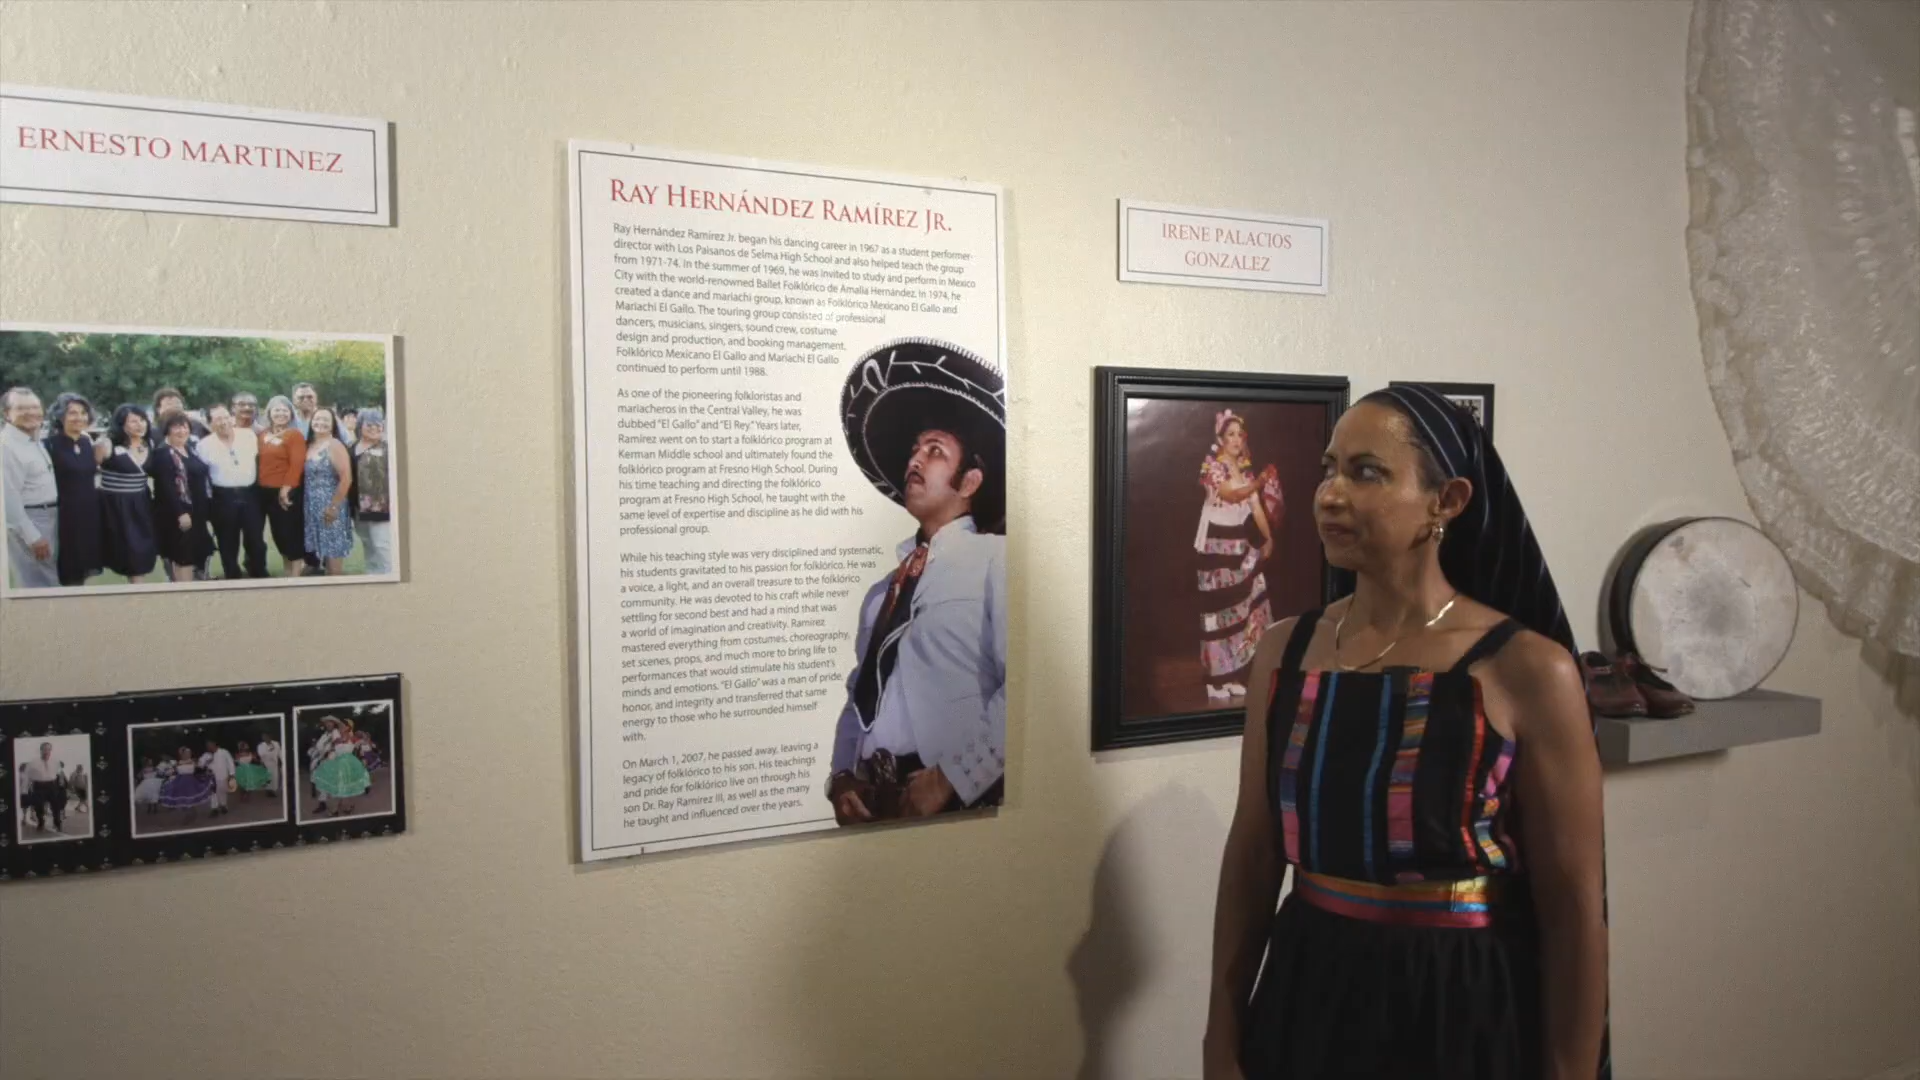 ERNESTO MARTINEZ
RAY HERNÁNDEZ RAMÍREZ JR.
Ray Hernández Ramirez Jr. began his dancing career in 1967 as a student performer-
director with Los Paisanos de Selma High School and also helped teach the group
from 1971-74. In the summer of 1969, he was invited to study and perform in Mexico
City with the world-renowned Ballet Folklórico de Amalia Hernández. In 1974, he
created a dance and mariachi group, known as Folklórico Mexicano El Gallo and
Mariachi El Gallo. The touring group consisted of professional
dancers, musicians, singers, sound crew, costume
design and production, and booking management.
Folklórico Mexicano El Gallo and Mariachi El Gallo
continued to perform until 1988.
As one of the pioneering folkloristas and
mariacheros in the Central Valley, he was
dubbed "El Gallo" and "El Rey." Years later,
Ramirez went on to start a folklórico program at
Kerman Middle school and ultimately found the
folklórico program at Fresno High School. During
his time teaching and directing the folklórico
program at Fresno High School, he taught with the
same level of expertise and discipline as he did with his
professional group.
While his teaching style was very disciplined and systematic,
his students gravitated to his passion for folklórico. He was
a voice, a light, and an overall treasure to the folklórico
community. He was devoted to his craft while never
settling for second best and had a mind that was
a world of imagination and creativity. Ramirez
mastered everything from costumes, choreography,
set scenes, props, and much more to bring life to
performances that would stimulate his student's
minds and emotions. "El Gallo" was a man of pride,
honor, and integrity and transferred that same
energy to those who he surrounded himself
with.
On March 1, 2007, he passed away, leaving a
legacy of folklórico to his son. His teachings
and pride for folklórico live on through his
son Dr. Ray Ramirez III, as well as the many
he taught and influenced over the years.
IRENE PALACIOS
GONZALEZ